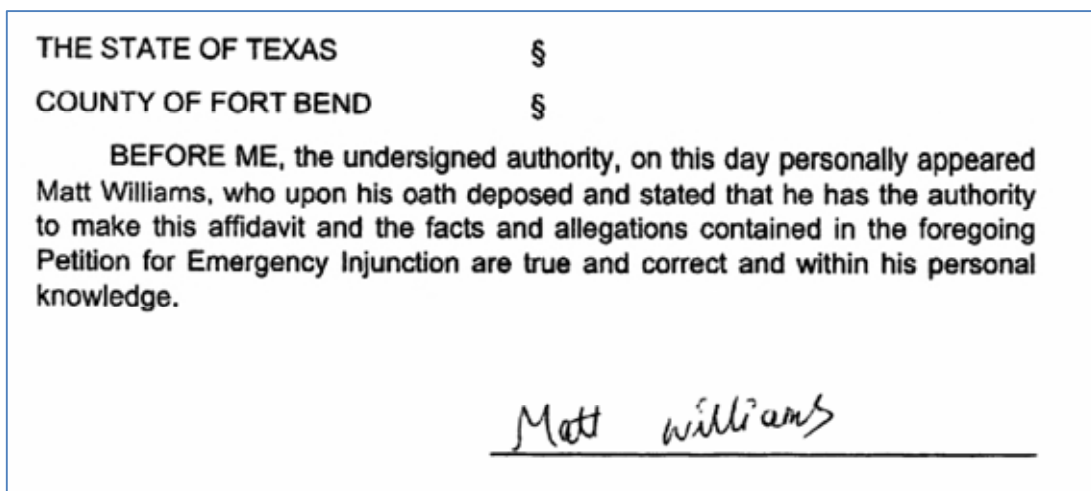 THE STATE OF TEXAS §
COUNTY OF FORT BEND §
BEFORE ME, the undersigned authority, on this day personally appeared
Matt Williams, who upon his oath deposed and stated that he has the authority
to make this affidavit and the facts and allegations contained in the foregoing
Petition for Emergency Injunction are true and correct and within his personal
knowledge.
Matt williams